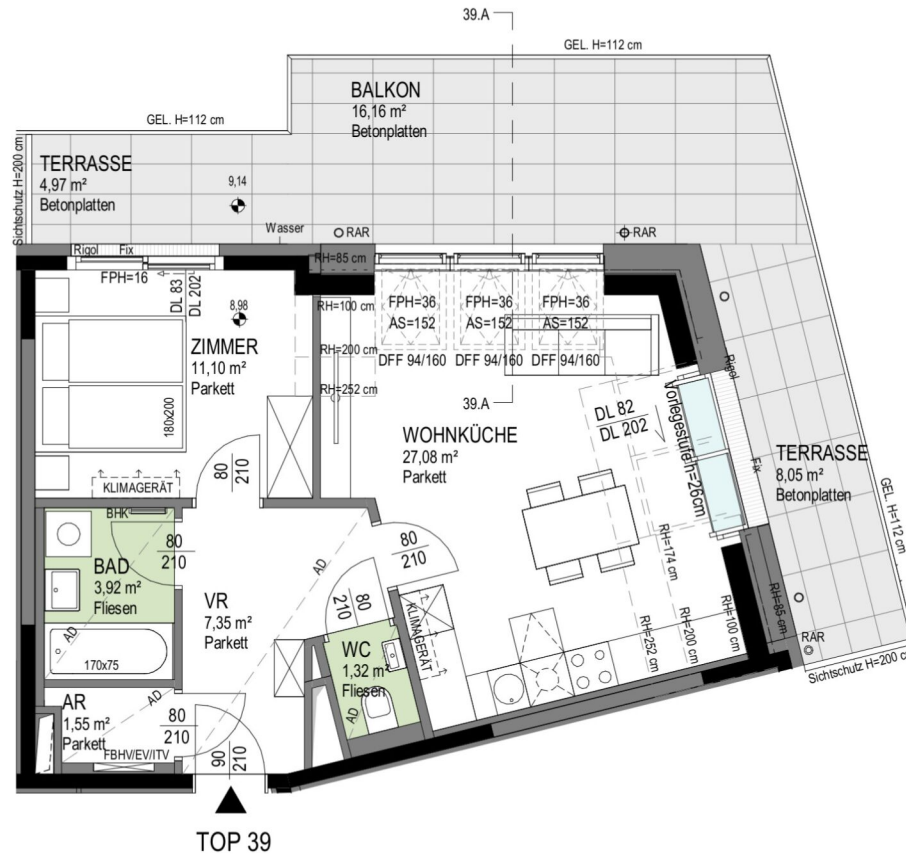 39.A
GEL. H=112 cm
BALKON
16,16 m²
Betonplatten
GEL. H=112 cm
Sichtschutz H=200 cm
TERRASSE
4,97 m²
Betonplatten
9,14
Wasser
RAR
RAR
Rigol
Fix
FPH=16
DL 83
DL 202
RH=85 cm
8,98
ZIMMER
11,10 m²
Parkett
180x200
KLIMAGERÄT
RH=100 cm
RH=200 cm
RH=252 cm
FPH=36
AS=152
DFF 94/160
FPH=36
AS=152
DFF 94/160
FPH=36
AS=152
DFF 94/160
39.A
WOHNKÜCHE
27,08 m²
Parkett
DL 82
DL 202
Vorlegestufe h=26cm
Rigol
Fix
TERRASSE
8,05 m²
Betonplatten
GEL. H=112 cm
80
210
BHK
BAD
3,92 m²
Fliesen
AD
170x75
80
210
VR
7,35 m²
Parkett
AD
80
210
80
210
WC
1,32 m²
Fliesen
AD
KLIMAGERÄT
RH=174 cm
RH=252 cm
RH=200 cm
RH=100 cm
RH=85 cm
RAR
Sichtschutz H=200 cm
AR
1,55 m²
Parkett
AD
FBHV/EV/ITV
80
210
90
210
TOP 39